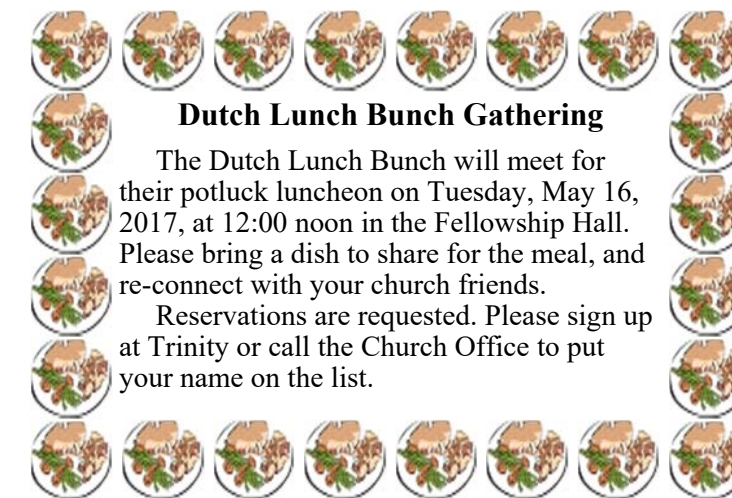 Dutch Lunch Bunch Gathering
The Dutch Lunch Bunch will meet for
their potluck luncheon on Tuesday, May 16,
2017, at 12:00 noon in the Fellowship Hall.
Please bring a dish to share for the meal, and
re-connect with your church friends.
Reservations are requested. Please sign up
at Trinity or call the Church Office to put
your name on the list.